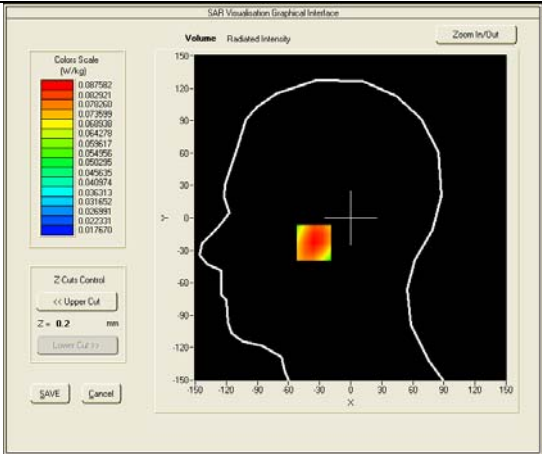 SAR Visualisation Graphical Interface
Volume Radiated Intensity
Zoom In/Out
Colors Scale
(W/kg)
0.087582
0.082921
0.078260
0.073599
0.068938
0.064278
0.059617
0.054956
0.050295
0.045635
0.040974
0.036313
0.031652
0.026991
0.022331
0.017670
150
120
90
60
30
0
-30
-60
-90
-120
-150
Y
-150 -120 -90 -60 -30 0 30 60 90 120 150
X
Z-Cuts Control
<< Upper Cut
Z = 0.2 mm
Lower Cut >>
SAVE Cancel